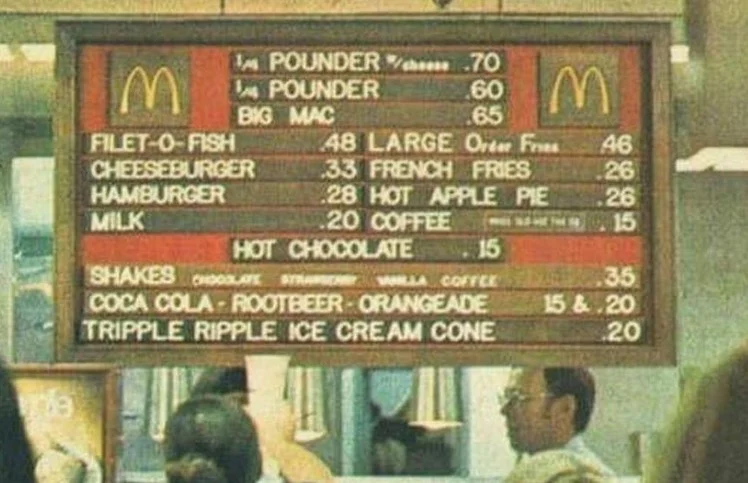 1/4 POUNDER w/cheese .70
1/4 POUNDER .60
BIG MAC .65
FILET-O-FISH .48 LARGE Order Fries .46
CHEESEBURGER .33 FRENCH FRIES .26
HAMBURGER .28 HOT APPLE PIE .26
MILK .20 COFFEE .15
HOT CHOCOLATE .15
SHAKES CHOCOLATE STRAWBERRY VANILLA COFFEE .35
COCA COLA - ROOTBEER - ORANGEADE 15 & .20
TRIPPLE RIPPLE ICE CREAM CONE .20